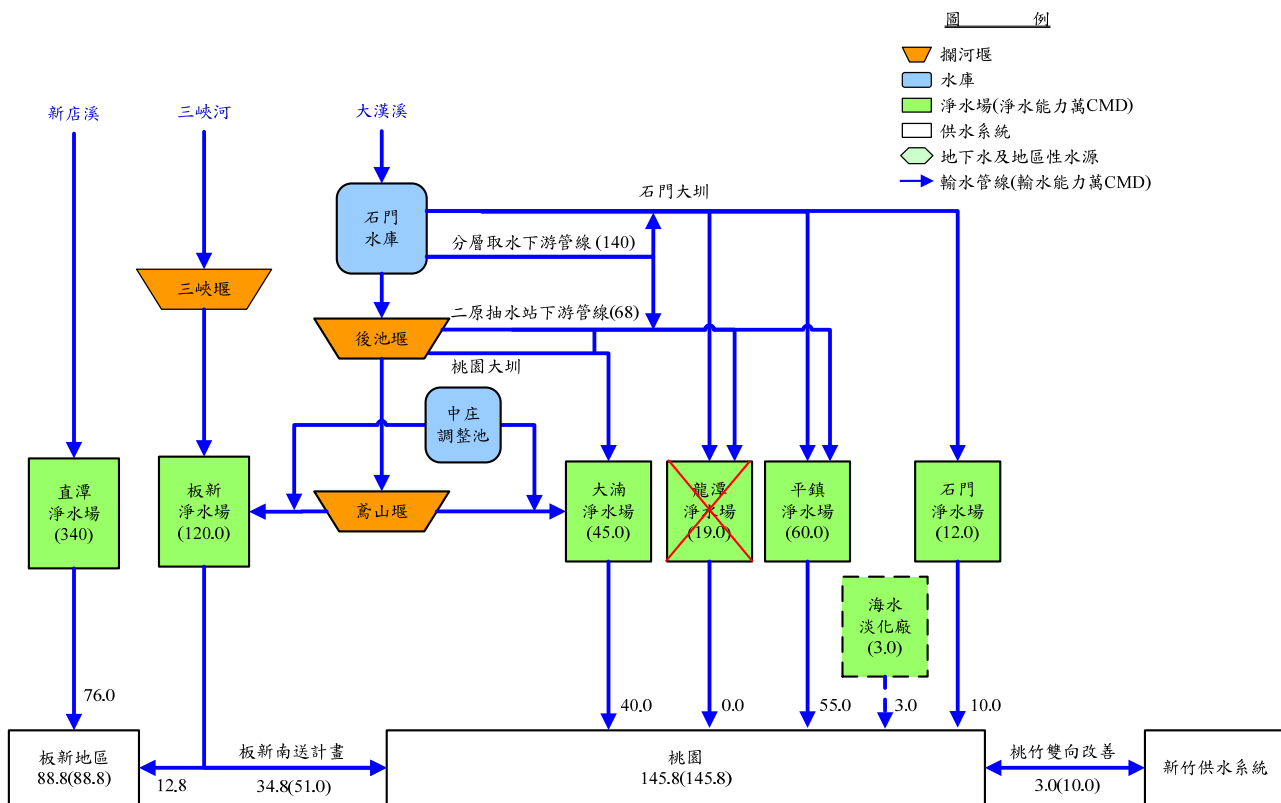 圖 例
攔河堰
水庫
淨水場(淨水能力萬CMD)
供水系統
地下水及地區性水源
輸水管線(輸水能力萬CMD)
新店溪
三峽河
大漢溪
石門大圳
石門
水庫
分層取水下游管線(140)
三峽堰
二原抽水站下游管線(68)
後池堰
桃園大圳
中庄
調整池
直潭
淨水場
(340)
板新
淨水場
(120.0)
鳶山堰
大湳
淨水場
(45.0)
龍潭
淨水場
(19.0)
平鎮
淨水場
(60.0)
石門
淨水場
(12.0)
海水
淡化廠
(3.0)
76.0
40.0
0.0
55.0
3.0
10.0
板新地區
88.8(88.8)
12.8
板新南送計畫
34.8(51.0)
桃園
145.8(145.8)
桃竹雙向改善
3.0(10.0)
新竹供水系統